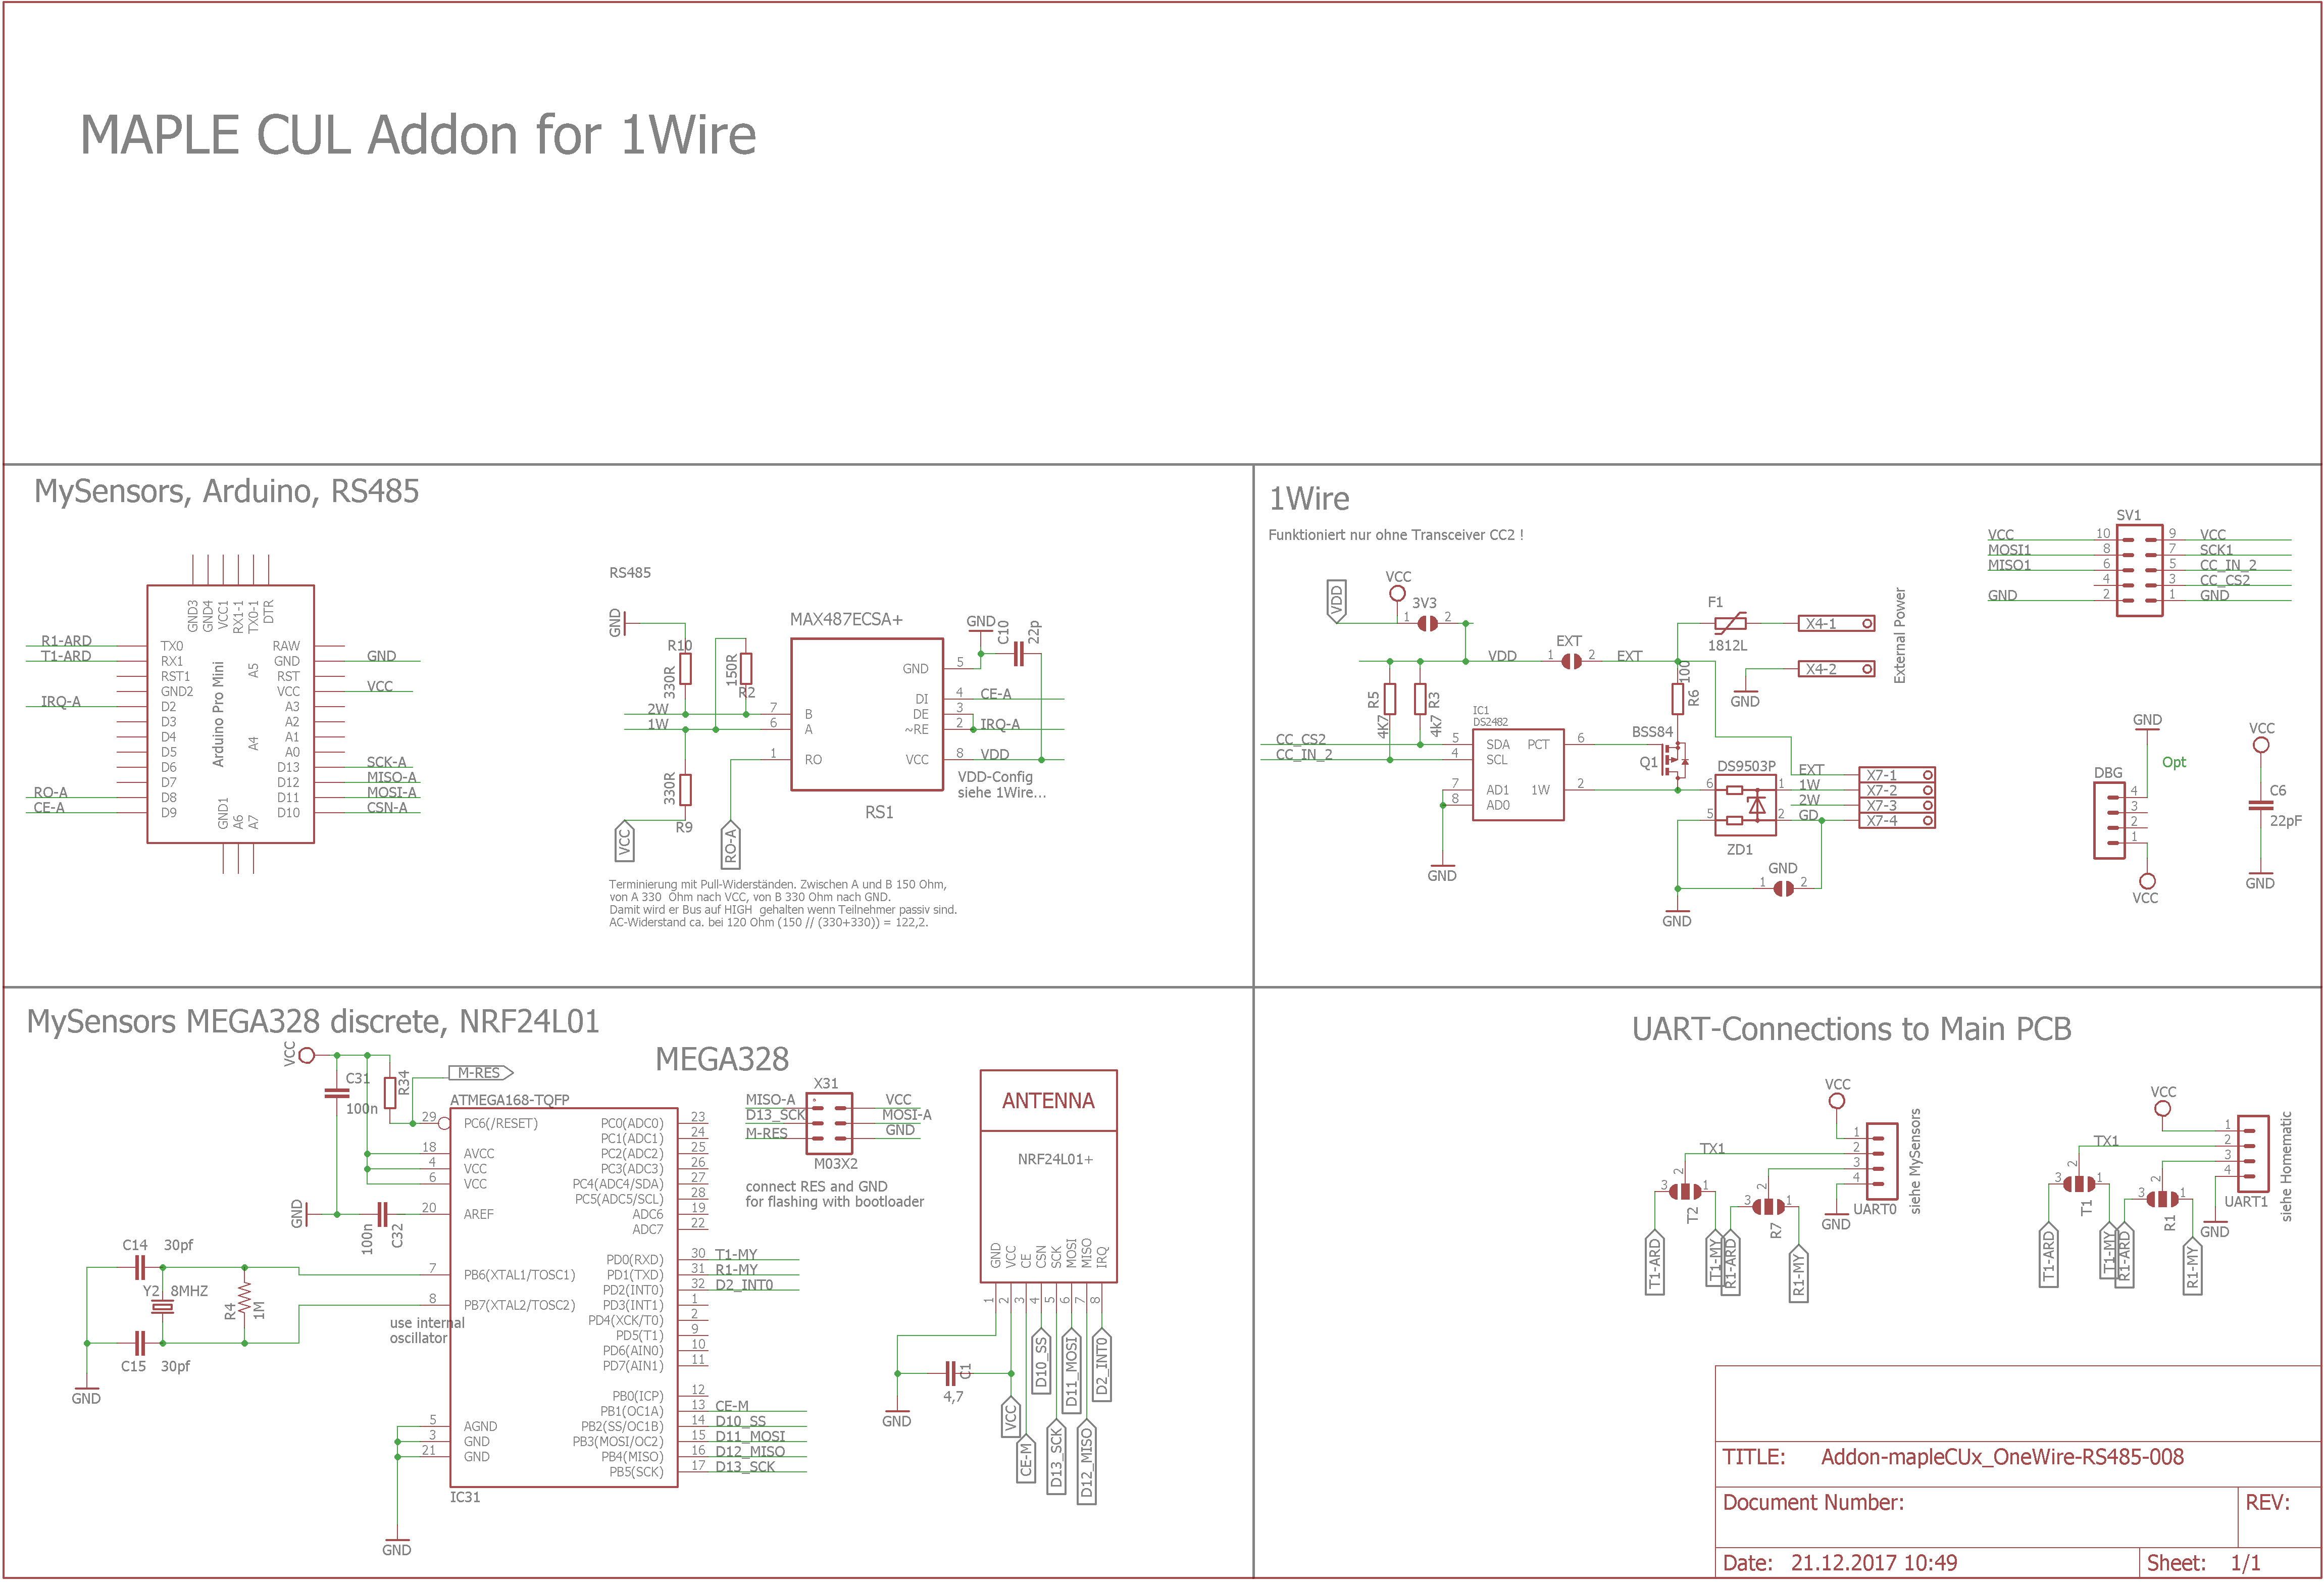 MAPLE CUL Addon for 1Wire
MySensors, Arduino, RS485
R1-ARD
T1-ARD
IRQ-A
RO-A
CE-A
GND3
GND4
VCC1
RX1-1
TX0-1
DTR
TX0
RX1
RST1
GND2
D2
D3
D4
D5
D6
D7
D8
D9
Arduino Pro Mini
A5
A4
GND1
A6
A7
RAW
GND
RST
VCC
A3
A2
A1
A0
D13
D12
D11
D10
GND
VCC
SCK-A
MISO-A
MOSI-A
CSN-A
RS485
GND
R10
330R
150R
R2
2W
1W
330R
R9
VCC
RO-A
MAX487ECSA+
7
6
1
B
A
RO
GND
DI
DE
~RE
VCC
5
4
3
2
8
GND
C10
22p
CE-A
IRQ-A
VDD
VDD-Config
siehe 1Wire...
RS1
Terminierung mit Pull-Widerständen. Zwischen A und B 150 Ohm,
von A 330 Ohm nach VCC, von B 330 Ohm nach GND.
Damit wird er Bus auf HIGH gehalten wenn Teilnehmer passiv sind.
AC-Widerstand ca. bei 120 Ohm (150 // (330+330)) = 122,2.
1Wire
Funktioniert nur ohne Transceiver CC2 !
VDD
VCC
3V3
1
2
VDD
EXT
1
2
EXT
R5
4K7
R3
4k7
CC_CS2
CC_IN_2
IC1
DS2482
5
4
7
8
SDA
SCL
AD1
AD0
PCT
1W
6
2
GND
F1
1812L
X4-1
X4-2
GND
External Power
100
R6
BSS84
Q1
DS9503P
6
5
1
2
ZD1
EXT
1W
2W
GD
X7-1
X7-2
X7-3
X7-4
GND
1
2
GND
SV1
VCC
MOSI1
MISO1
GND
10
8
6
4
2
9
7
5
3
1
VCC
SCK1
CC_IN_2
CC_CS2
GND
GND
Opt
DBG
4
3
2
1
VCC
VCC
C6
22pF
GND
MySensors MEGA328 discrete, NRF24L01
MEGA328
VCC
C31
100n
R34
M-RES
GND
100n
C32
ATMEGA168-TQFP
29
18
4
6
20
7
8
5
3
21
PC6(/RESET)
AVCC
VCC
VCC
AREF
PB6(XTAL1/TOSC1)
PB7(XTAL2/TOSC2)
AGND
GND
GND
use internal
oscillator
C14
30pf
Y2
8MHZ
R4
1M
C15
30pf
GND
GND
IC31
PC0(ADC0)
PC1(ADC1)
PC2(ADC2)
PC3(ADC3)
PC4(ADC4/SDA)
PC5(ADC5/SCL)
ADC6
ADC7
PD0(RXD)
PD1(TXD)
PD2(INT0)
PD3(INT1)
PD4(XCK/T0)
PD5(T1)
PD6(AIN0)
PD7(AIN1)
PB0(ICP)
PB1(OC1A)
PB2(SS/OC1B)
PB3(MOSI/OC2)
PB4(MISO)
PB5(SCK)
23
24
25
26
27
28
19
22
30
31
32
1
2
9
10
11
12
13
14
15
16
17
T1-MY
R1-MY
D2_INT0
CE-M
D10_SS
D11_MOSI
D12_MISO
D13_SCK
X31
MISO-A
D13_SCK
M-RES
VCC
MOSI-A
GND
M03X2
connect RES and GND
for flashing with bootloader
ANTENNA
NRF24L01+
GND
VCC
CE
CSN
SCK
MOSI
MISO
IRQ
1
2
3
4
5
6
7
8
C1
4,7
GND
VCC
CE-M
D10_SS
D13_SCK
D11_MOSI
D12_MISO
D2_INT0
UART-Connections to Main PCB
VCC
1
2
3
4
TX1
3
2
1
T2
3
2
1
R7
GND
UART0
siehe MySensors
T1-ARD
T1-MY
R1-ARD
R1-MY
VCC
1
2
3
4
TX1
3
2
1
T1
3
2
1
R1
GND
UART1
siehe Homematic
T1-ARD
T1-MY
R1-ARD
R1-MY
TITLE: Addon-mapleCUx_OneWire-RS485-008
Document Number:
REV:
Date: 21.12.2017 10:49
Sheet: 1/1